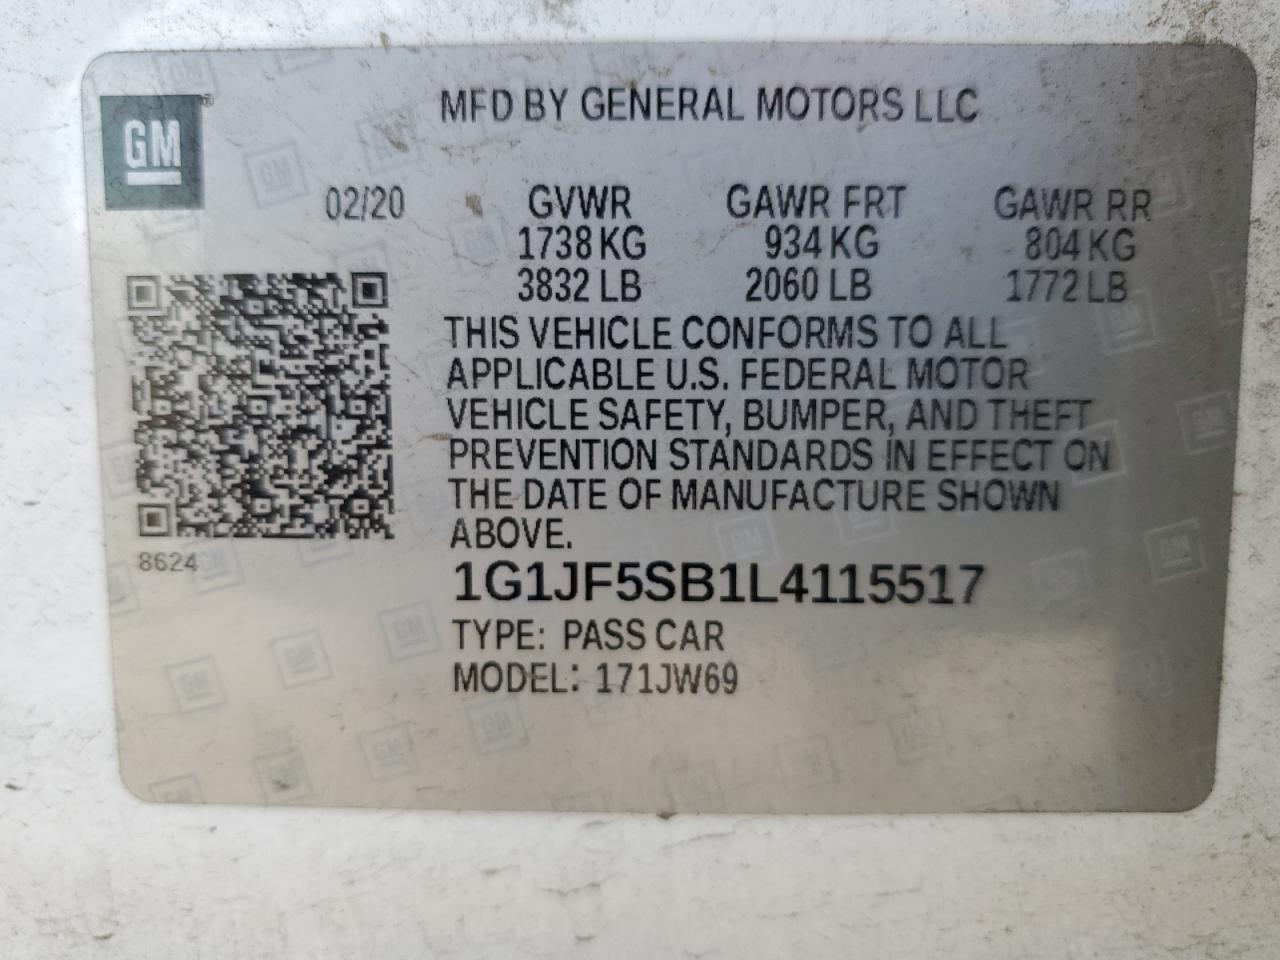 MFD BY GENERAL MOTORS LLC
GM
02/20 GVWR GAWR FRT GAWR RR
1738 KG 934 KG 804 KG
3832 LB 2060 LB 1772 LB
THIS VEHICLE CONFORMS TO ALL
APPLICABLE U.S. FEDERAL MOTOR
VEHICLE SAFETY, BUMPER, AND THEFT
PREVENTION STANDARDS IN EFFECT ON
THE DATE OF MANUFACTURE SHOWN
ABOVE.
8624
1G1JF5SB1L4115517
TYPE: PASS CAR
MODEL: 171JW69